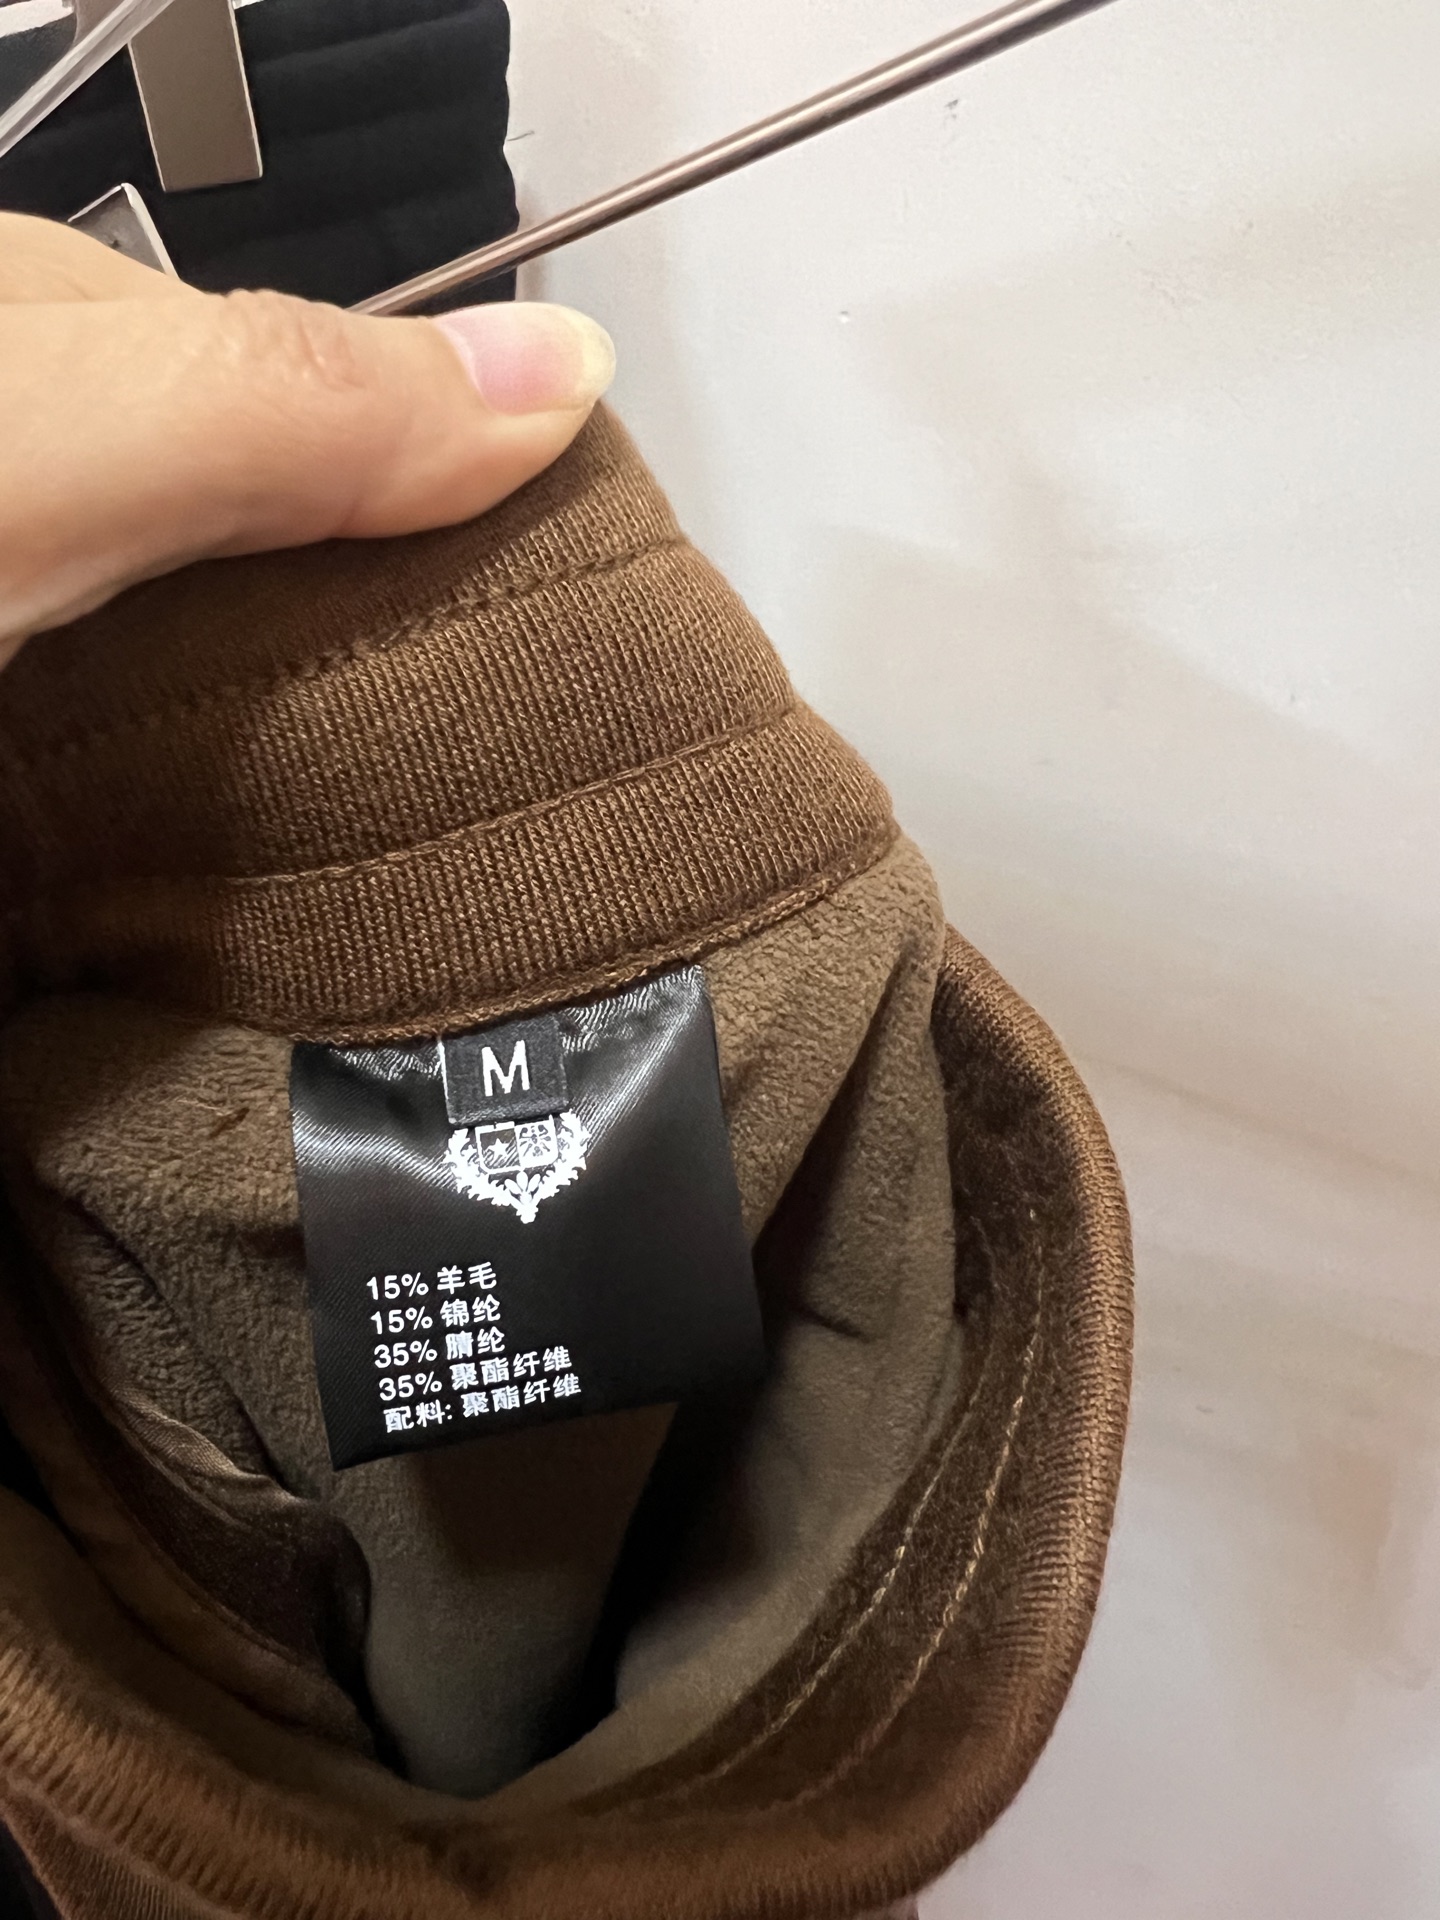 M
15% 羊毛
15% 锦纶
35% 腈纶
35% 聚酯纤维
配料: 聚酯纤维